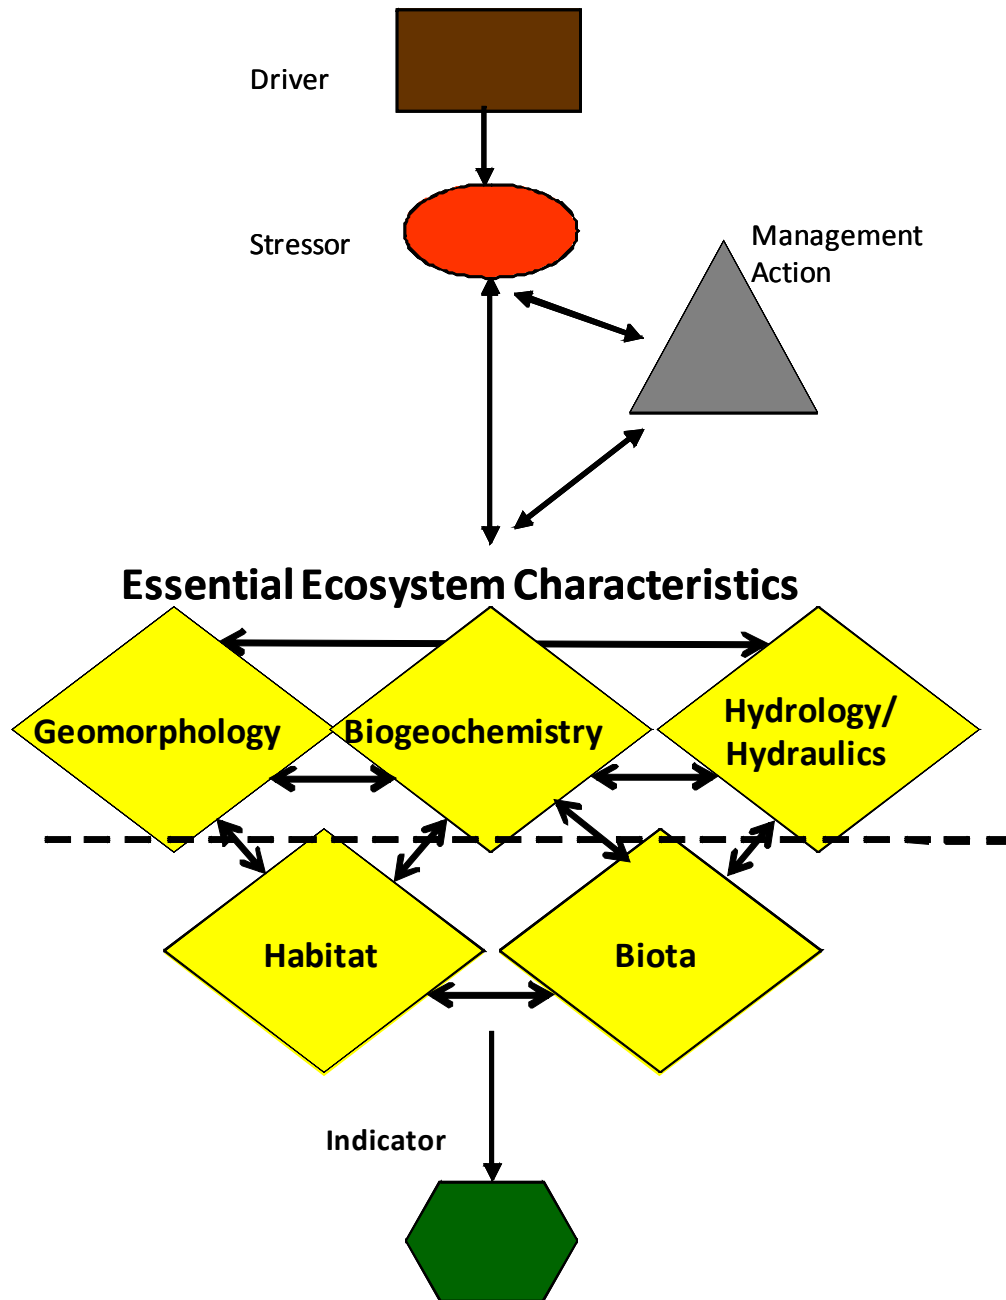 Driver
Stressor
Management
Action
Essential Ecosystem Characteristics
Geomorphology
Biogeochemistry
Hydrology/
Hydraulics
Habitat
Biota
Indicator